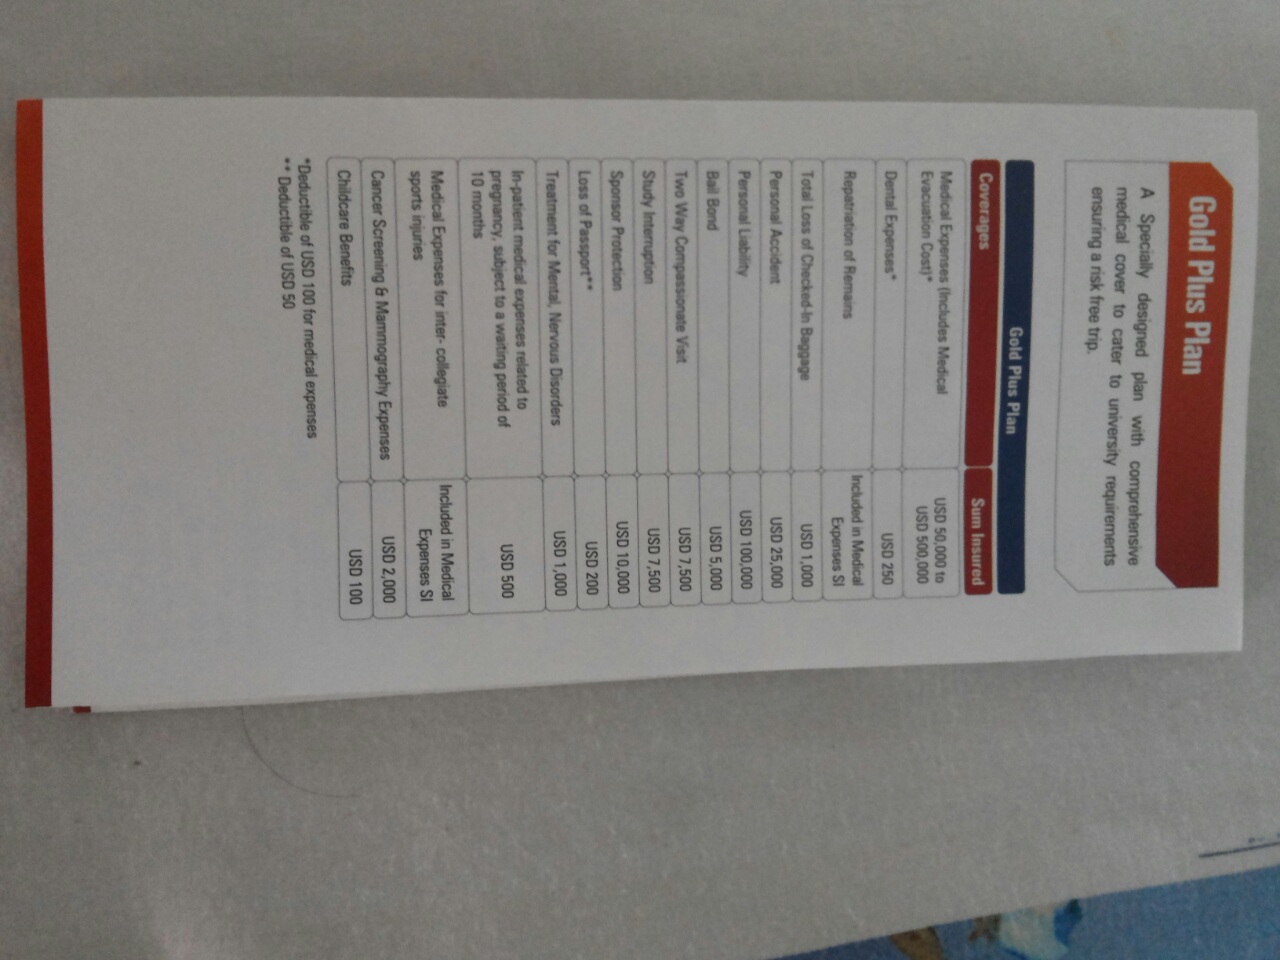 Gold Plus Plan
A Specially designed plan with comprehensive
medical cover to cater to university requirements
ensuring a risk free trip.
Gold Plus Plan
Coverages Sum Insured
Medical Expenses (Includes Medical USD 50,000 to
Evacuation Cost)* USD 500,000
Dental Expenses* USD 250
Repatriation of Remains Included in Medical
Expenses SI
Total Loss of Checked-In Baggage USD 1,000
Personal Accident USD 25,000
Personal Liability USD 100,000
Bail Bond USD 5,000
Two Way Compassionate Visit USD 7,500
Study Interruption USD 7,500
Sponsor Protection USD 10,000
Loss of Passport** USD 200
Treatment for Mental, Nervous Disorders USD 1,000
In-patient medical expenses related to
pregnancy, subject to a waiting period of USD 500
10 months
Medical Expenses for inter- collegiate Included in Medical
sports injuries Expenses SI
Cancer Screening & Mammography Expenses USD 2,000
Childcare Benefits USD 100
*Deductible of USD 100 for medical expenses
** Deductible of USD 50